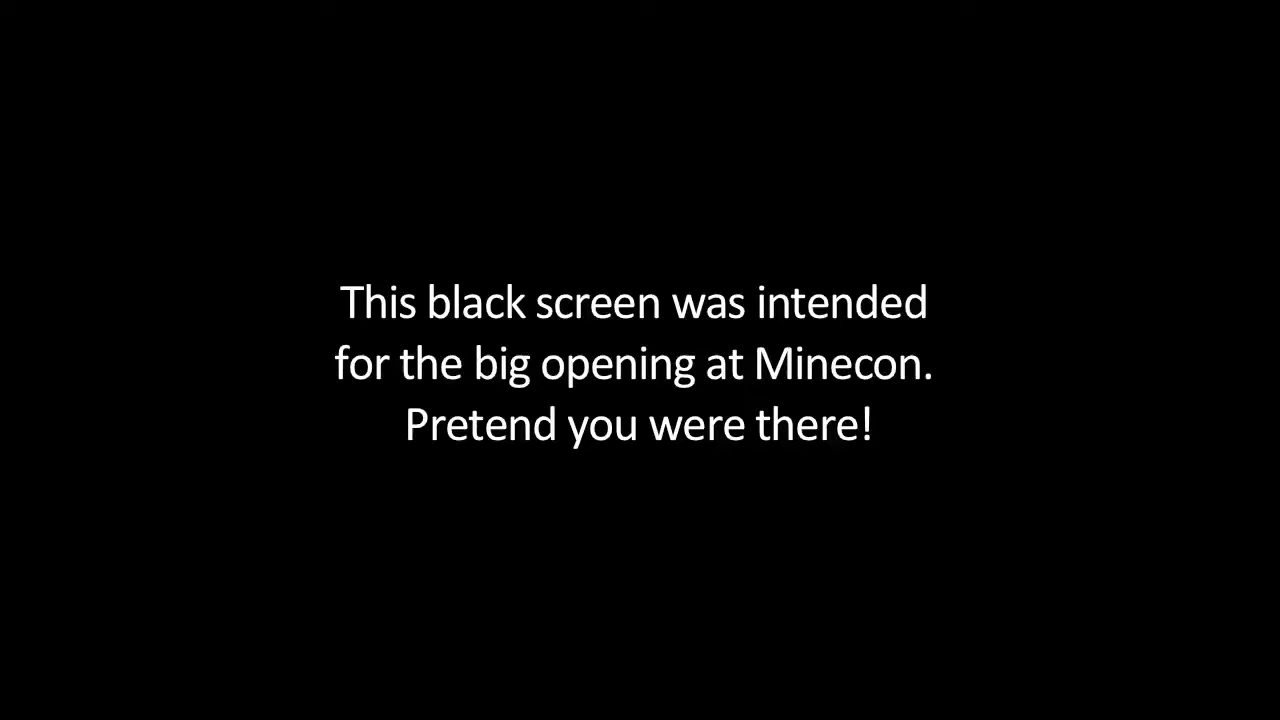 This black screen was intended
for the big opening at Minecon.
Pretend you were there!